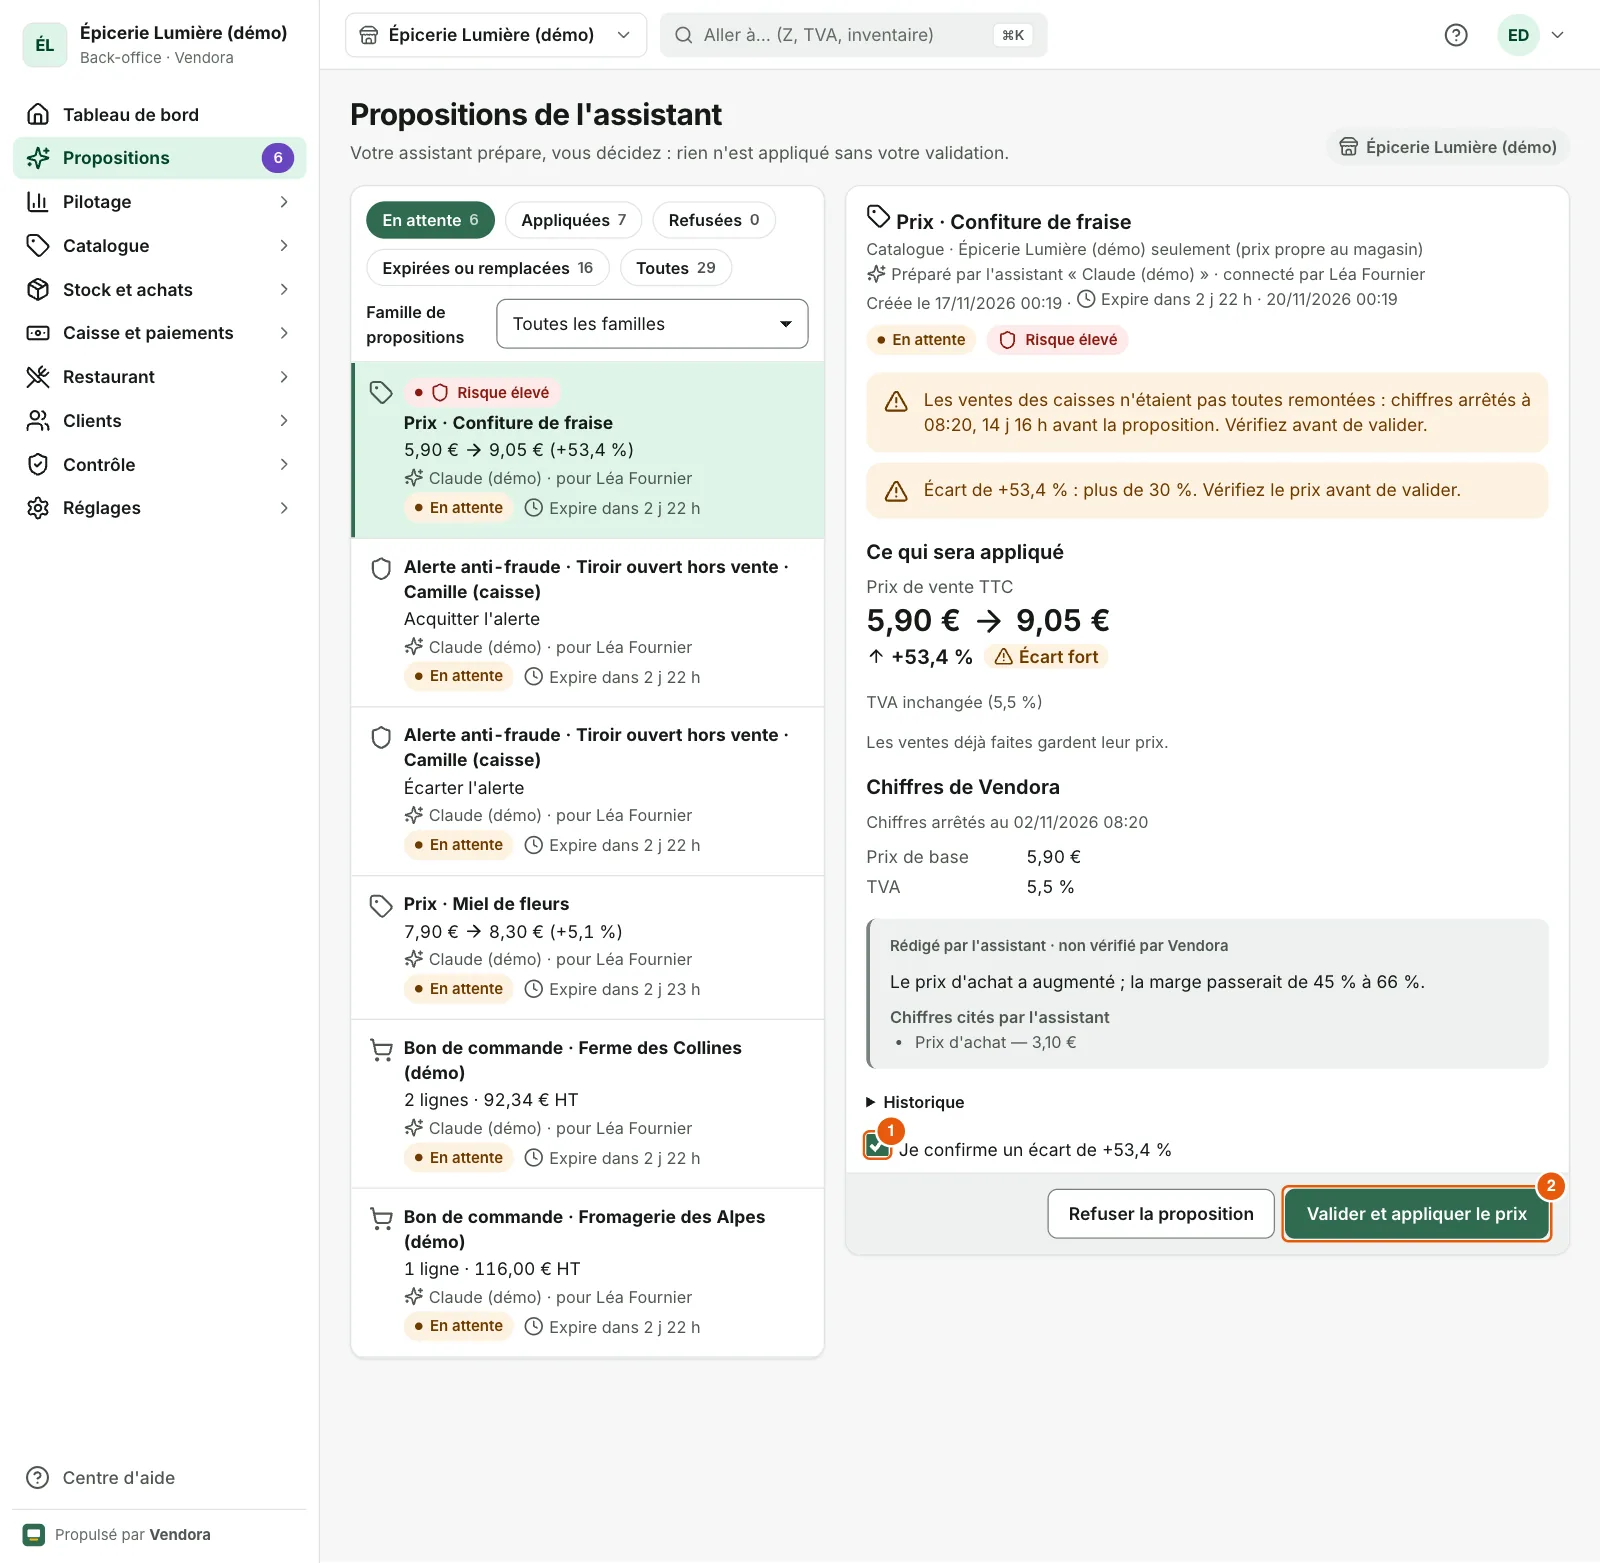 ÉL
Épicerie Lumière (démo)
Back-office · Vendora
Tableau de bord
Propositions 6
Pilotage
Catalogue
Stock et achats
Caisse et paiements
Restaurant
Clients
Contrôle
Réglages
Centre d'aide
Propulsé par Vendora
Épicerie Lumière (démo)
Aller à... (Z, TVA, inventaire) ⌘K
ED
Propositions de l'assistant
Votre assistant prépare, vous décidez : rien n'est appliqué sans votre validation.
Épicerie Lumière (démo)
En attente 6
Appliquées 7
Refusées 0
Expirées ou remplacées 16
Toutes 29
Famille de
propositions
Toutes les familles
Risque élevé
Prix · Confiture de fraise
5,90 € → 9,05 € (+53,4 %)
Claude (démo) · pour Léa Fournier
En attente Expire dans 2 j 22 h
Alerte anti-fraude · Tiroir ouvert hors vente ·
Camille (caisse)
Acquitter l'alerte
Claude (démo) · pour Léa Fournier
En attente Expire dans 2 j 22 h
Alerte anti-fraude · Tiroir ouvert hors vente ·
Camille (caisse)
Écarter l'alerte
Claude (démo) · pour Léa Fournier
En attente Expire dans 2 j 22 h
Prix · Miel de fleurs
7,90 € → 8,30 € (+5,1 %)
Claude (démo) · pour Léa Fournier
En attente Expire dans 2 j 23 h
Bon de commande · Ferme des Collines
(démo)
2 lignes · 92,34 € HT
Claude (démo) · pour Léa Fournier
En attente Expire dans 2 j 22 h
Bon de commande · Fromagerie des Alpes
(démo)
1 ligne · 116,00 € HT
Claude (démo) · pour Léa Fournier
En attente Expire dans 2 j 22 h
Prix · Confiture de fraise
Catalogue · Épicerie Lumière (démo) seulement (prix propre au magasin)
Préparé par l'assistant « Claude (démo) » · connecté par Léa Fournier
Créée le 17/11/2026 00:19 · Expire dans 2 j 22 h · 20/11/2026 00:19
En attente Risque élevé
Les ventes des caisses n'étaient pas toutes remontées : chiffres arrêtés à
08:20, 14 j 16 h avant la proposition. Vérifiez avant de valider.
Écart de +53,4 % : plus de 30 %. Vérifiez le prix avant de valider.
Ce qui sera appliqué
Prix de vente TTC
5,90 € → 9,05 €
↑ +53,4 % Écart fort
TVA inchangée (5,5 %)
Les ventes déjà faites gardent leur prix.
Chiffres de Vendora
Chiffres arrêtés au 02/11/2026 08:20
Prix de base 5,90 €
TVA 5,5 %
Rédigé par l'assistant · non vérifié par Vendora
Le prix d'achat a augmenté ; la marge passerait de 45 % à 66 %.
Chiffres cités par l'assistant
• Prix d'achat — 3,10 €
Historique
1
Je confirme un écart de +53,4 %
2
Refuser la proposition
Valider et appliquer le prix